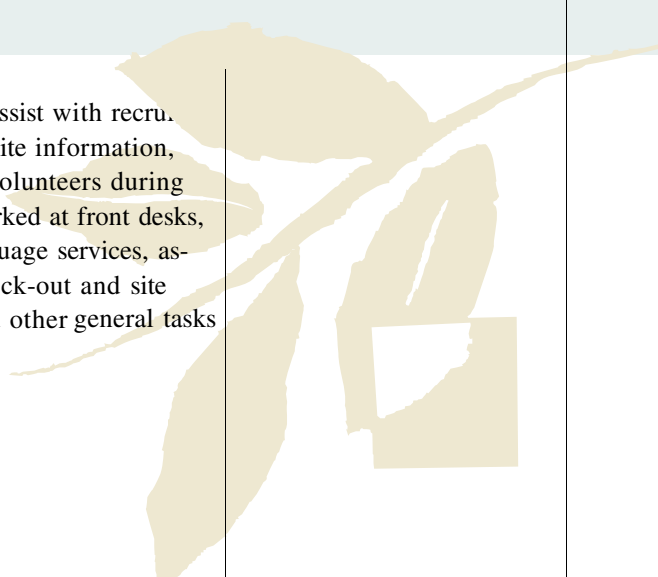 ssist with recru
ite information,
olunteers during
rked at front desks,
uage services, as-
ck-out and site
other general tasks